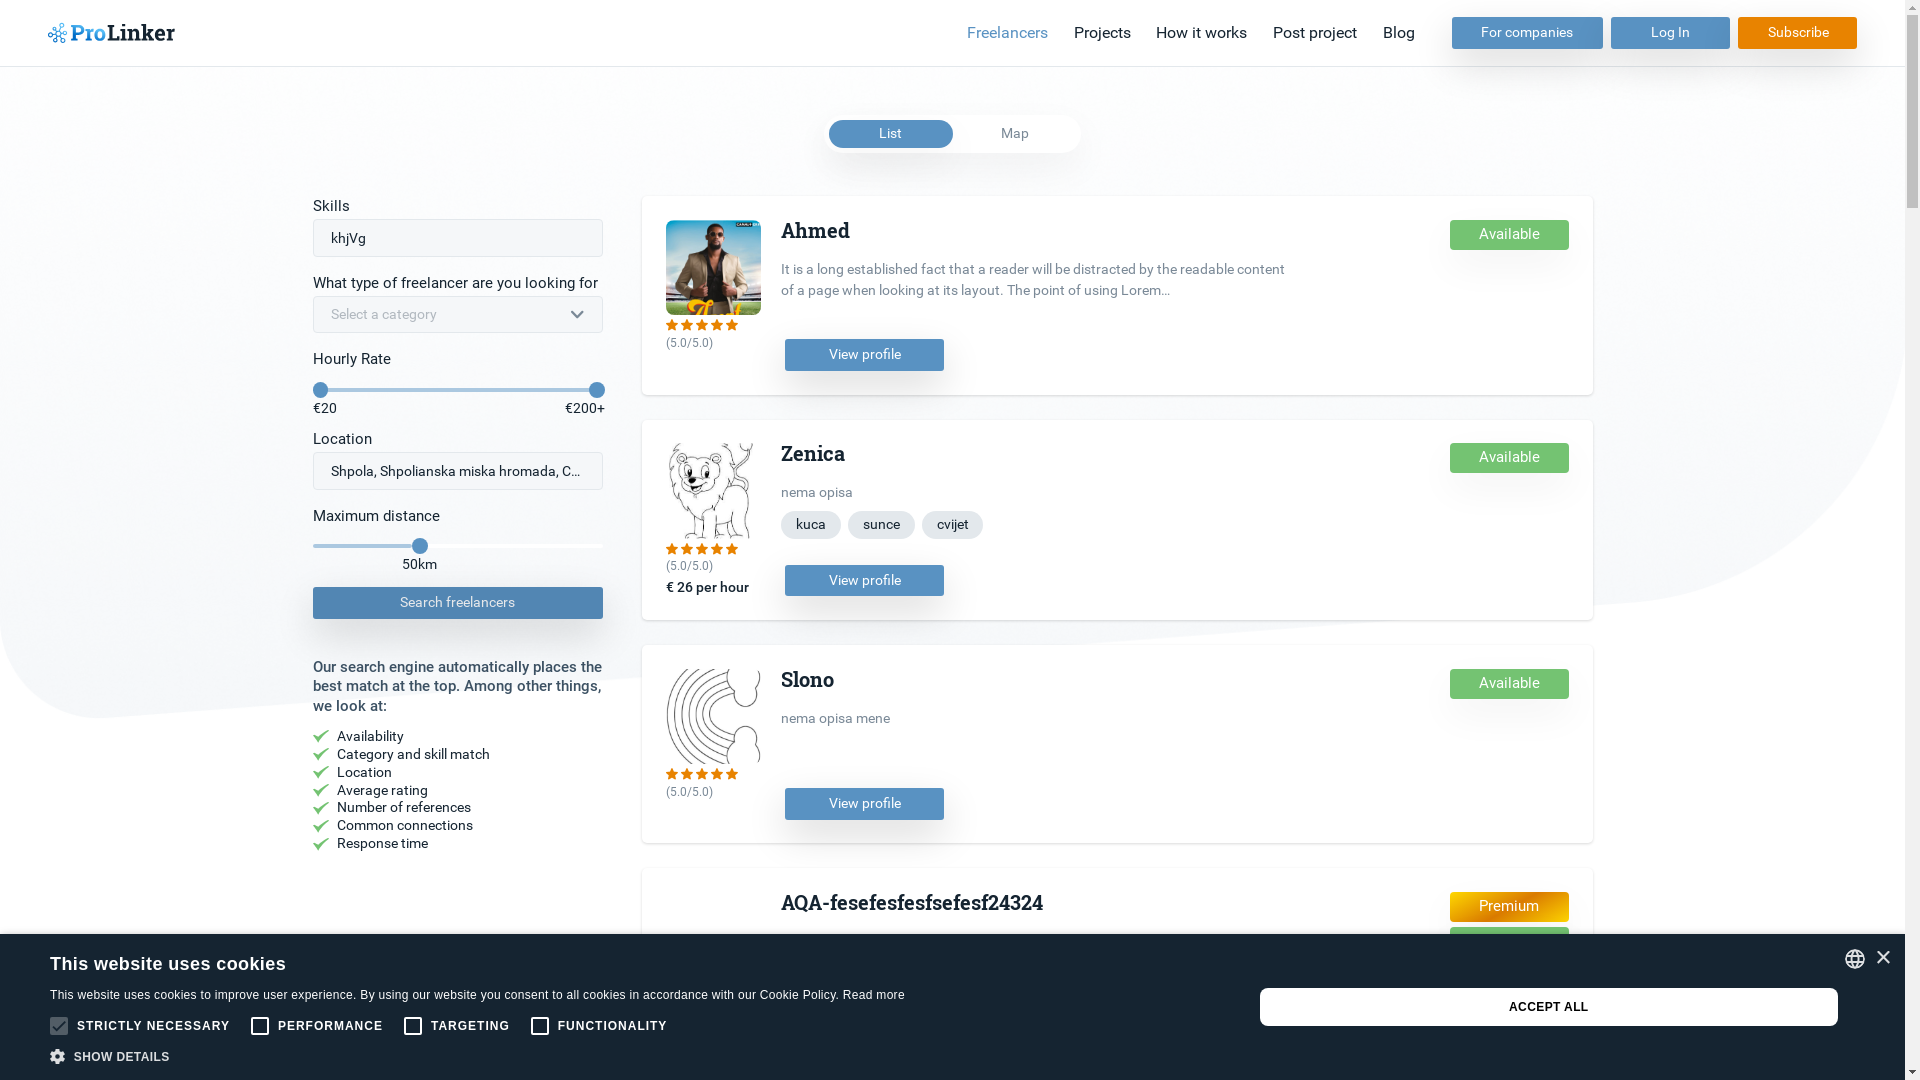 ProLinker
Freelancers
Projects
How it works
Post project
Blog
For companies
Log In
Subscribe
List
Map
Skills
khjVg
What type of freelancer are you looking for
Select a category
Hourly Rate
€20
€200+
Location
Shpola, Shpolianska miska hromada, C...
Maximum distance
50km
Search freelancers
Our search engine automatically places the
best match at the top. Among other things,
we look at:
Availability
Category and skill match
Location
Average rating
Number of references
Common connections
Response time
Ahmed
Available
It is a long established fact that a reader will be distracted by the readable content
of a page when looking at its layout. The point of using Lorem...
(5.0/5.0)
View profile
Zenica
Available
nema opisa
kuca
sunce
cvijet
(5.0/5.0)
€ 26 per hour
View profile
Slono
Available
nema opisa mene
(5.0/5.0)
View profile
AQA-fesefesfesfsefesf24324
Premium
This website uses cookies
This website uses cookies to improve user experience. By using our website you consent to all cookies in accordance with our Cookie Policy. Read more
STRICTLY NECESSARY
PERFORMANCE
TARGETING
FUNCTIONALITY
SHOW DETAILS
ACCEPT ALL